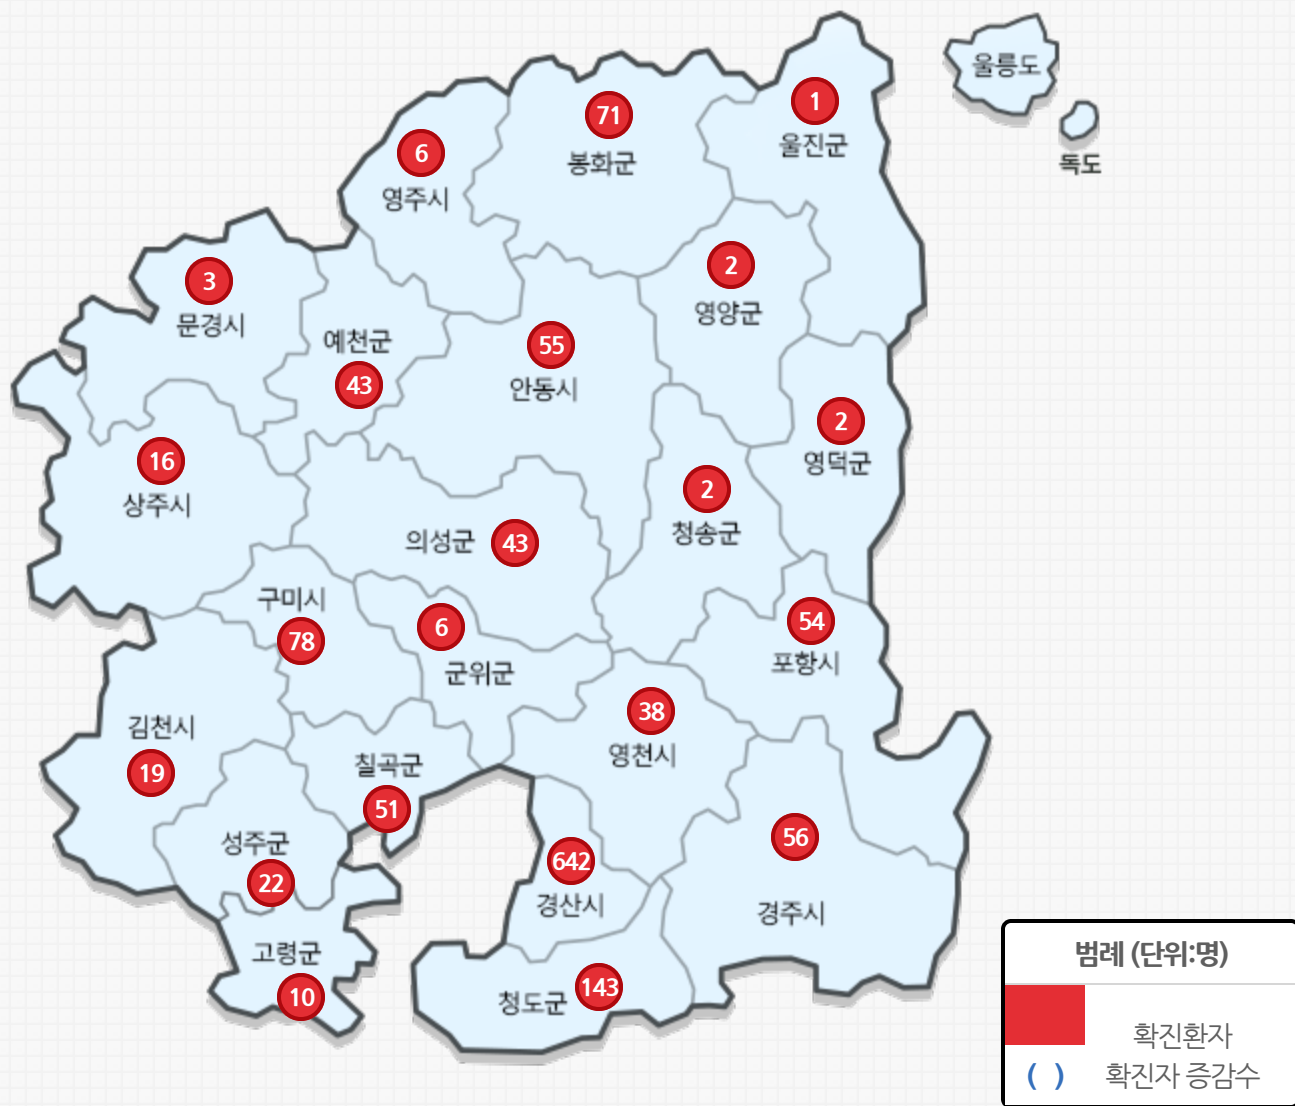 울릉도
독도
1
울진군
71
봉화군
6
영주시
3
문경시
2
영양군
예천군
43
55
안동시
2
영덕군
16
상주시
2
청송군
의성군
43
구미시
78
6
군위군
54
포항시
38
영천시
김천시
19
칠곡군
51
56
경주시
성주군
22
642
경산시
고령군
10
청도군
143
범례 (단위:명)
확진환자
( ) 확진자 증감수